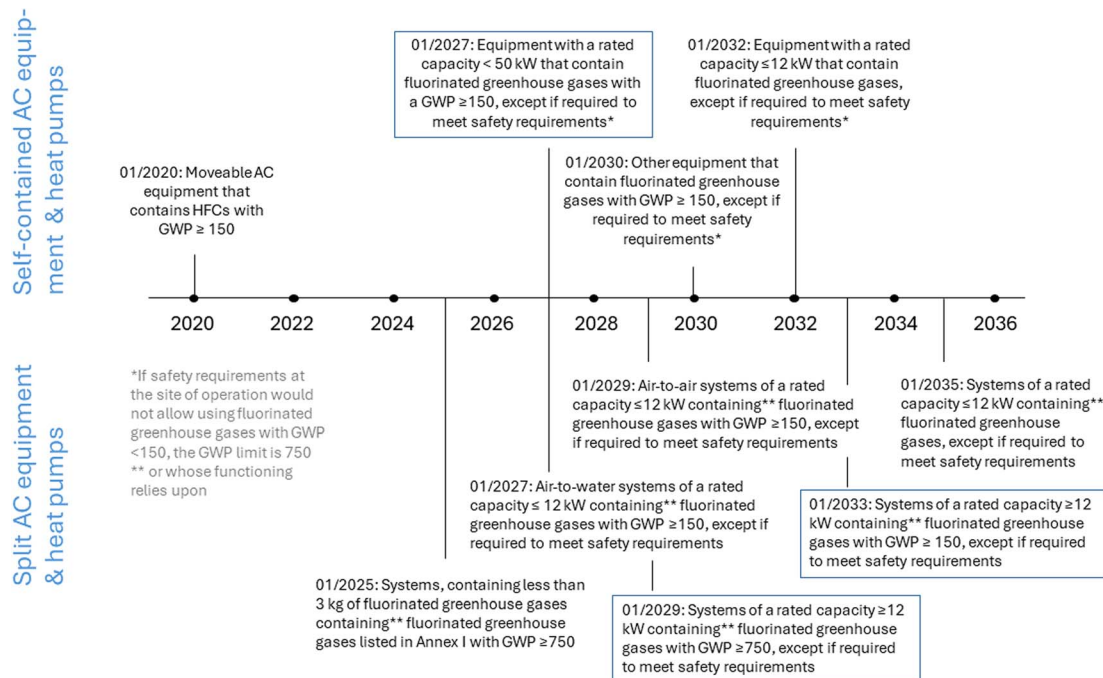 Self-contained AC equip-
ment & heat pumps
01/2020: Moveable AC
equipment that
contains HFCs with
GWP ≥ 150
01/2027: Equipment with a rated
capacity < 50 kW that contain
fluorinated greenhouse gases with
a GWP ≥150, except if required to
meet safety requirements*
01/2030: Other equipment that
contain fluorinated greenhouse
gases with GWP ≥ 150, except if
required to meet safety
requirements*
01/2032: Equipment with a rated
capacity ≤12 kW that contain
fluorinated greenhouse gases,
except if required to meet safety
requirements*
2020 2022 2024 2026 2028 2030 2032 2034 2036
Split AC equipment
& heat pumps
*If safety requirements at
the site of operation would
not allow using fluorinated
greenhouse gases with GWP
<150, the GWP limit is 750
** or whose functioning
relies upon
01/2025: Systems, containing less than
3 kg of fluorinated greenhouse gases
containing** fluorinated greenhouse
gases listed in Annex I with GWP ≥750
01/2027: Air-to-water systems of a rated
capacity ≤ 12 kW containing** fluorinated
greenhouse gases with GWP ≥150, except if
required to meet safety requirements
01/2029: Air-to-air systems of a rated
capacity ≤12 kW containing** fluorinated
greenhouse gases with GWP ≥150, except
if required to meet safety requirements
01/2029: Systems of a rated capacity ≥12
kW containing** fluorinated greenhouse
gases with GWP ≥750, except if required
to meet safety requirements
01/2035: Systems of a rated
capacity ≤12 kW containing**
fluorinated greenhouse
gases, except if required to
meet safety requirements
01/2033: Systems of a rated capacity ≥12
kW containing** fluorinated greenhouse
gases with GWP ≥ 150, except if required
to meet safety requirements